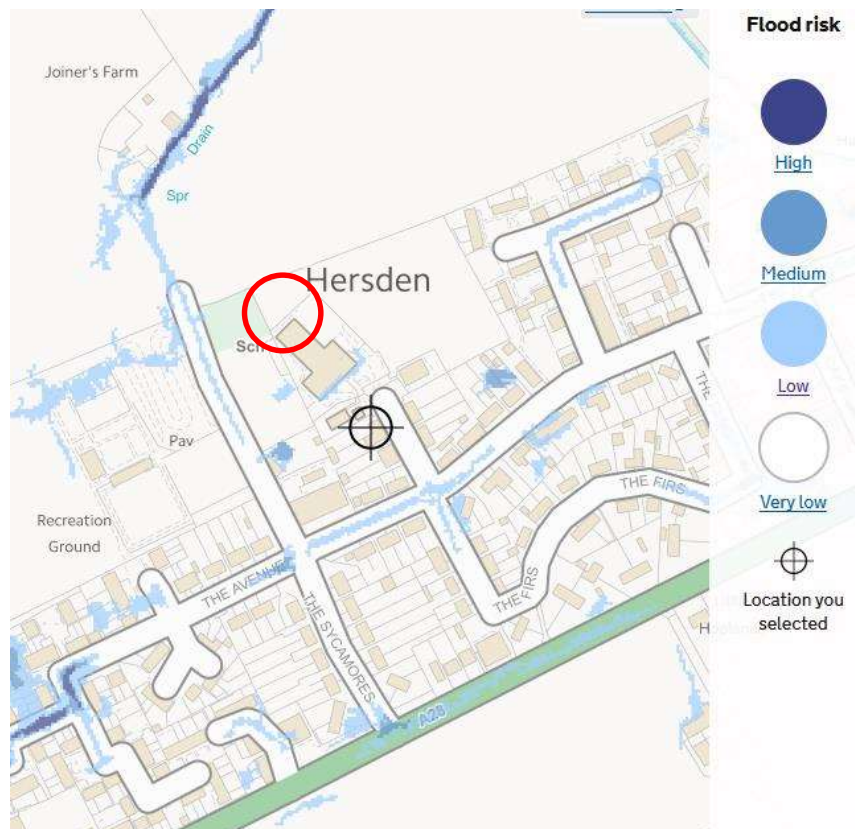 Joiner's Farm
Drain
Spr
Hersden
Sch
Pav
Recreation
Ground
THE AVENUE
THE SYCAMORES
THE FIRS
THE FIRS
THE
A28
Flood risk
High
Medium
Low
Very low
Location you
selected